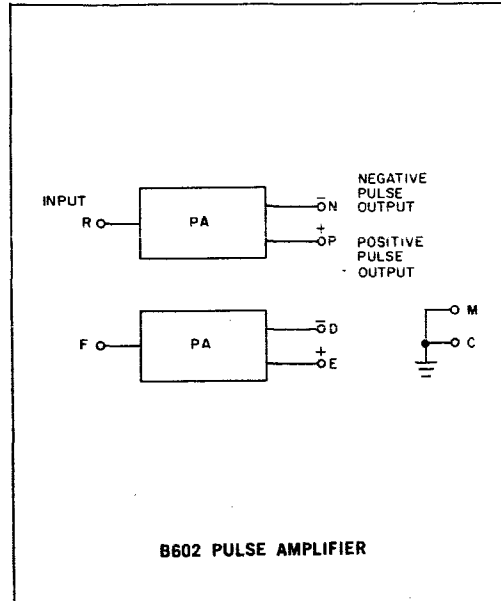 INPUT
R
PA
−
N
+
P
NEGATIVE
PULSE
OUTPUT
POSITIVE
PULSE
OUTPUT
F
PA
−
D
+
E
M
C
B602 PULSE AMPLIFIER